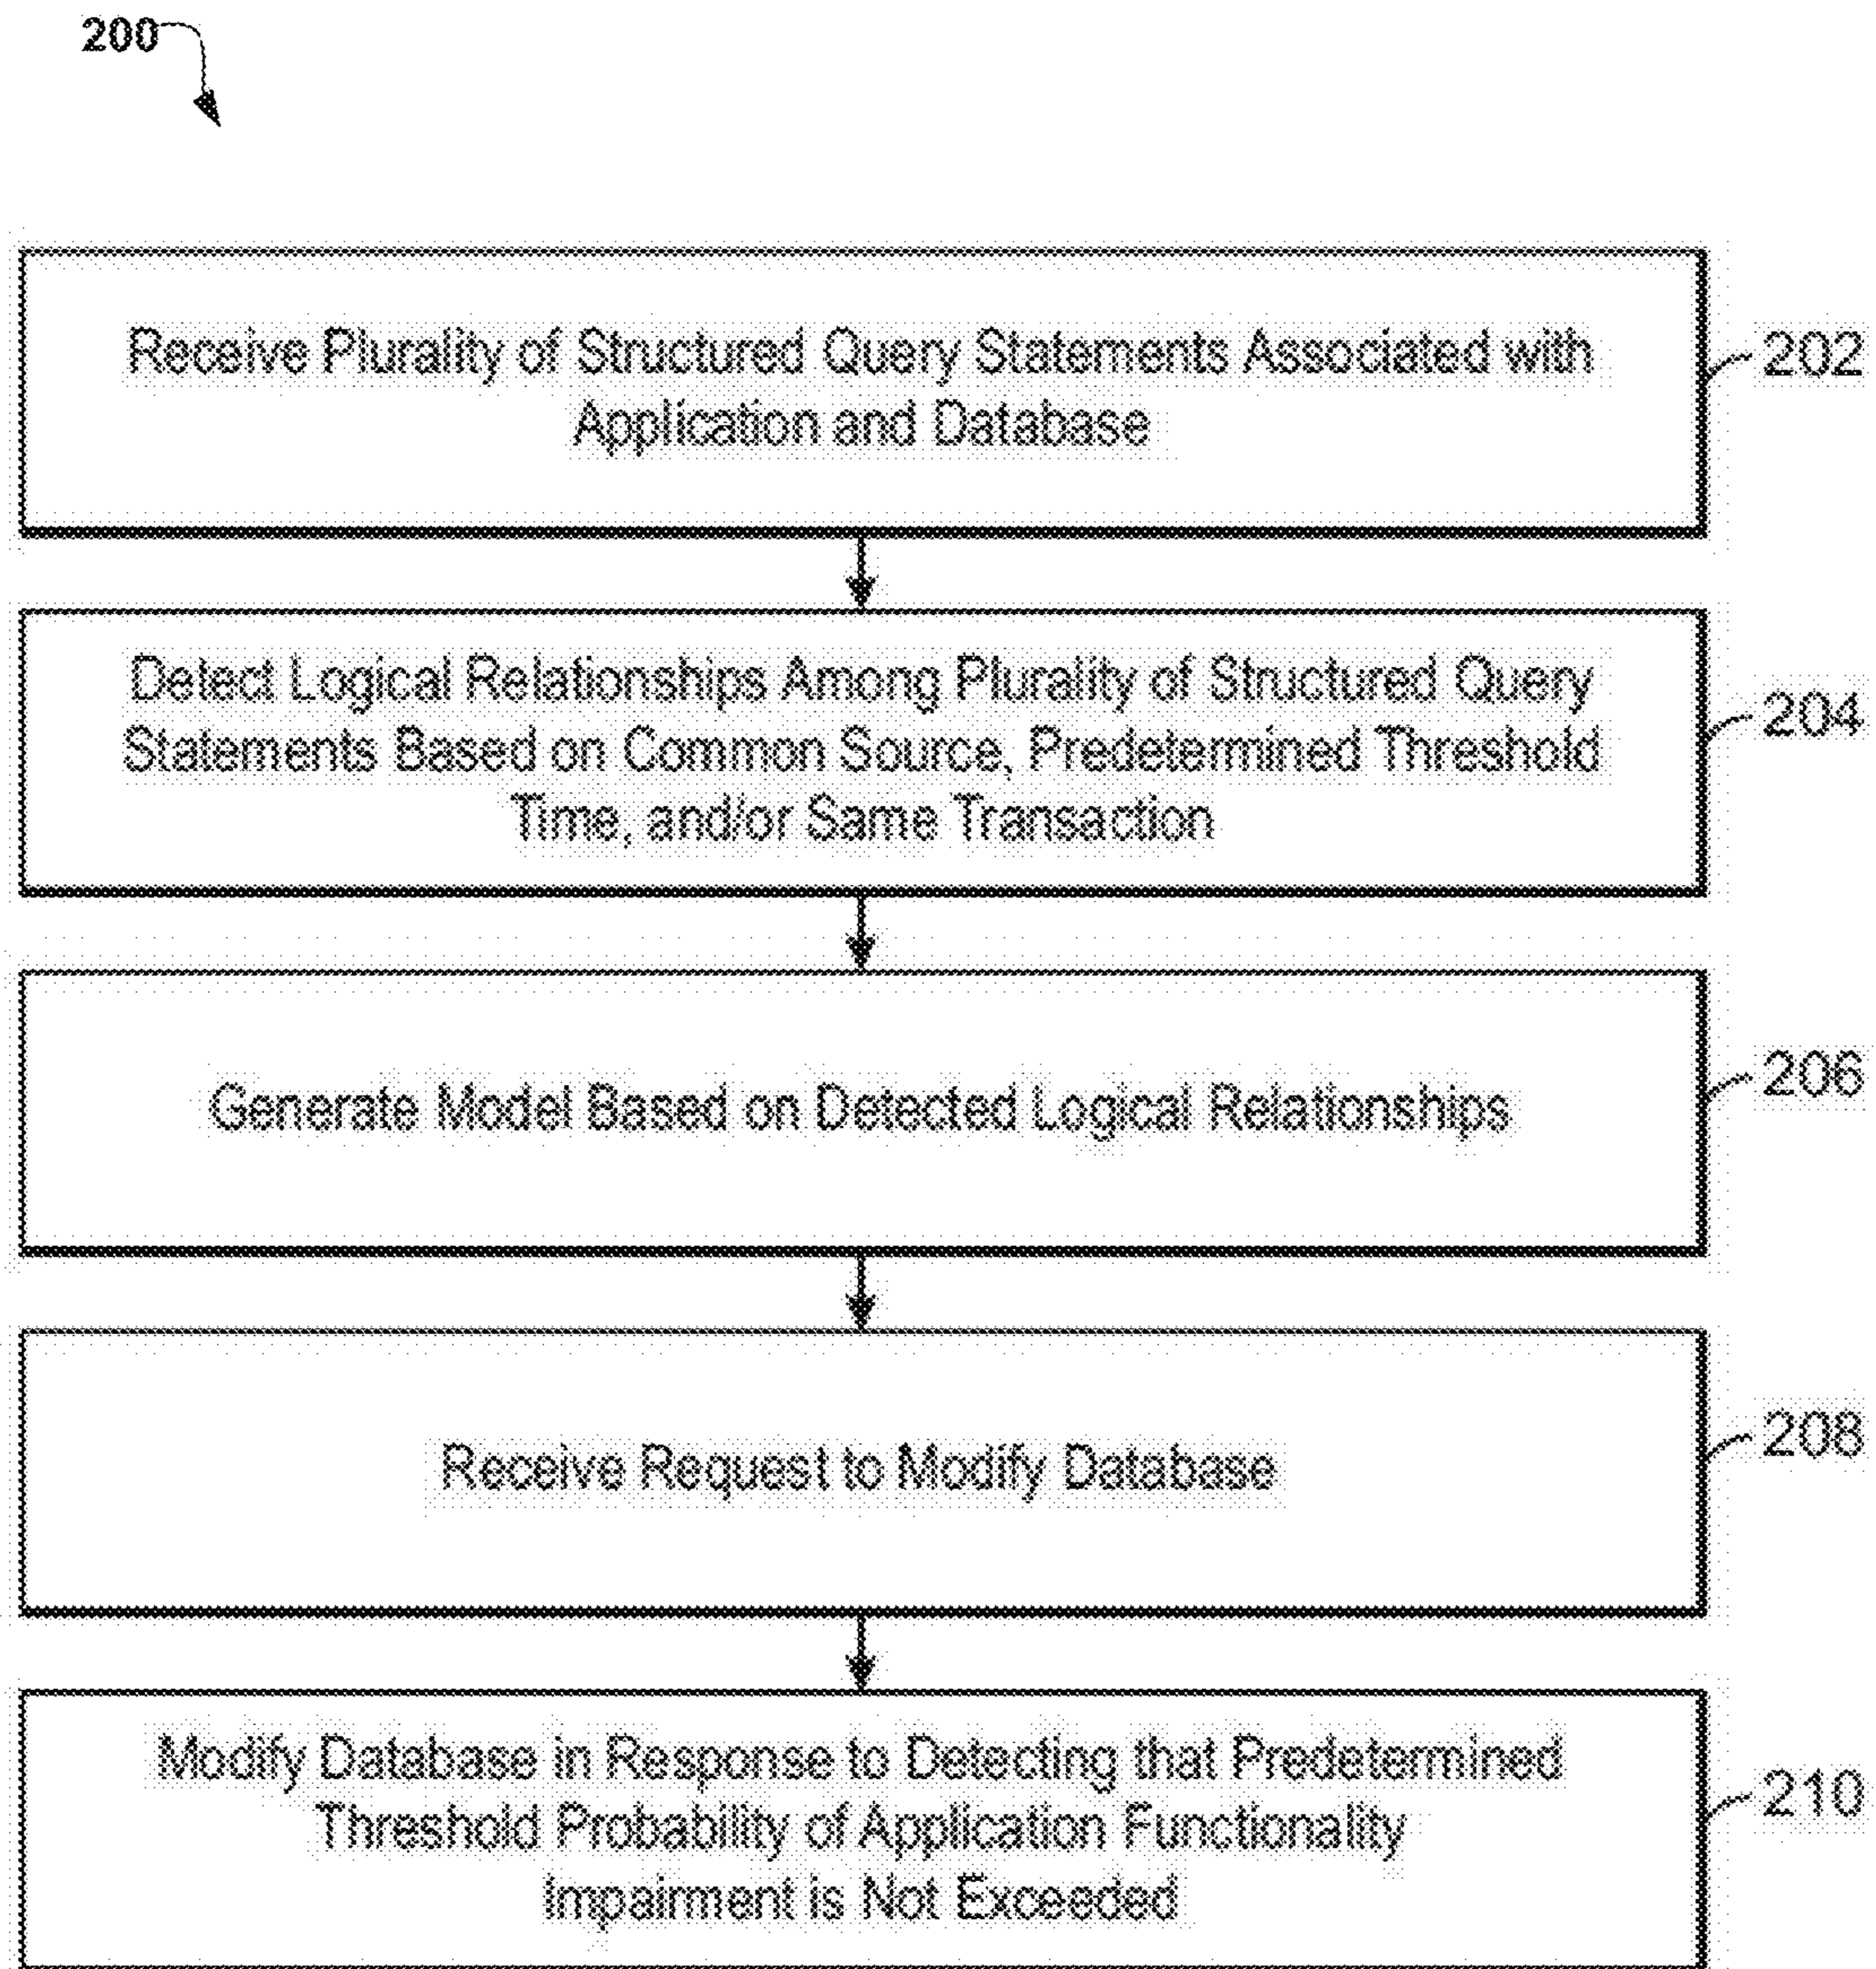 200
Receive Plurality of Structured Query Statements Associated with
Application and Database
202
Detect Logical Relationships Among Plurality of Structured Query
Statements Based on Common Source, Predetermined Threshold
Time, and/or Same Transaction
204
Generate Model Based on Detected Logical Relationships
206
Receive Request to Modify Database
208
Modify Database in Response to Detecting that Predetermined
Threshold Probability of Application Functionality
Impairment is Not Exceeded
210